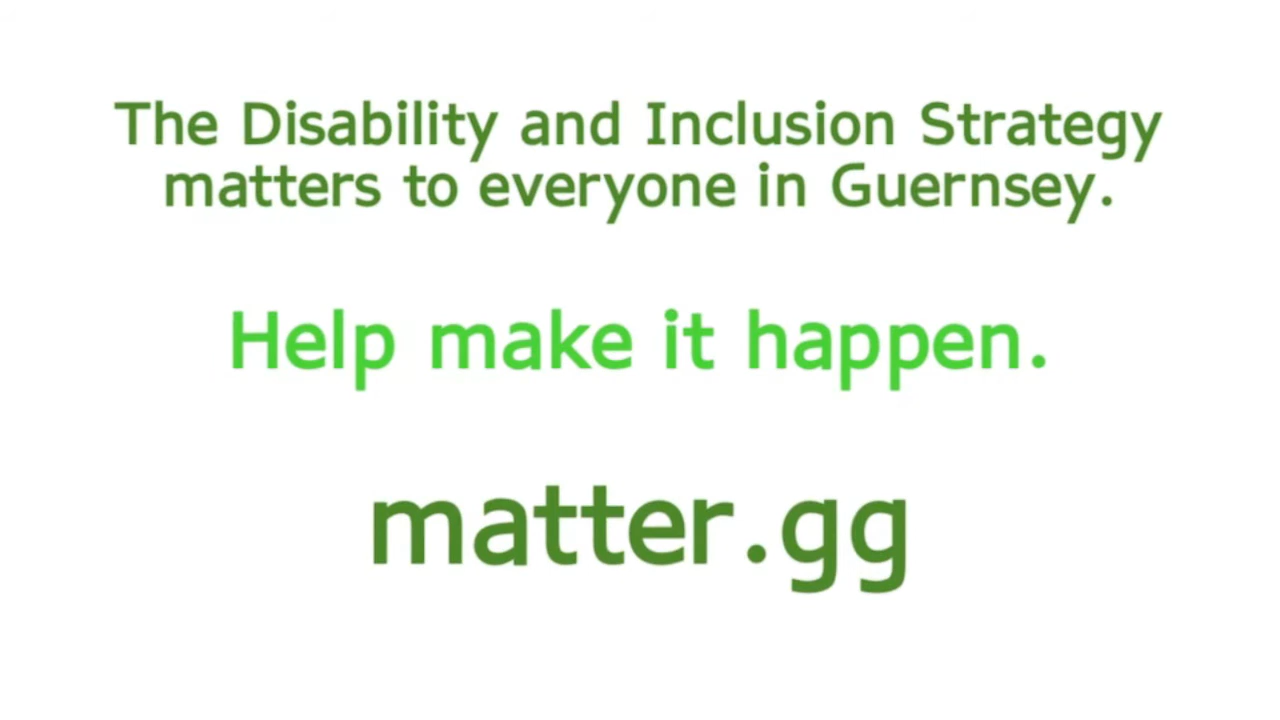 The Disability and Inclusion Strategy
matters to everyone in Guernsey.
Help make it happen.
matter.gg